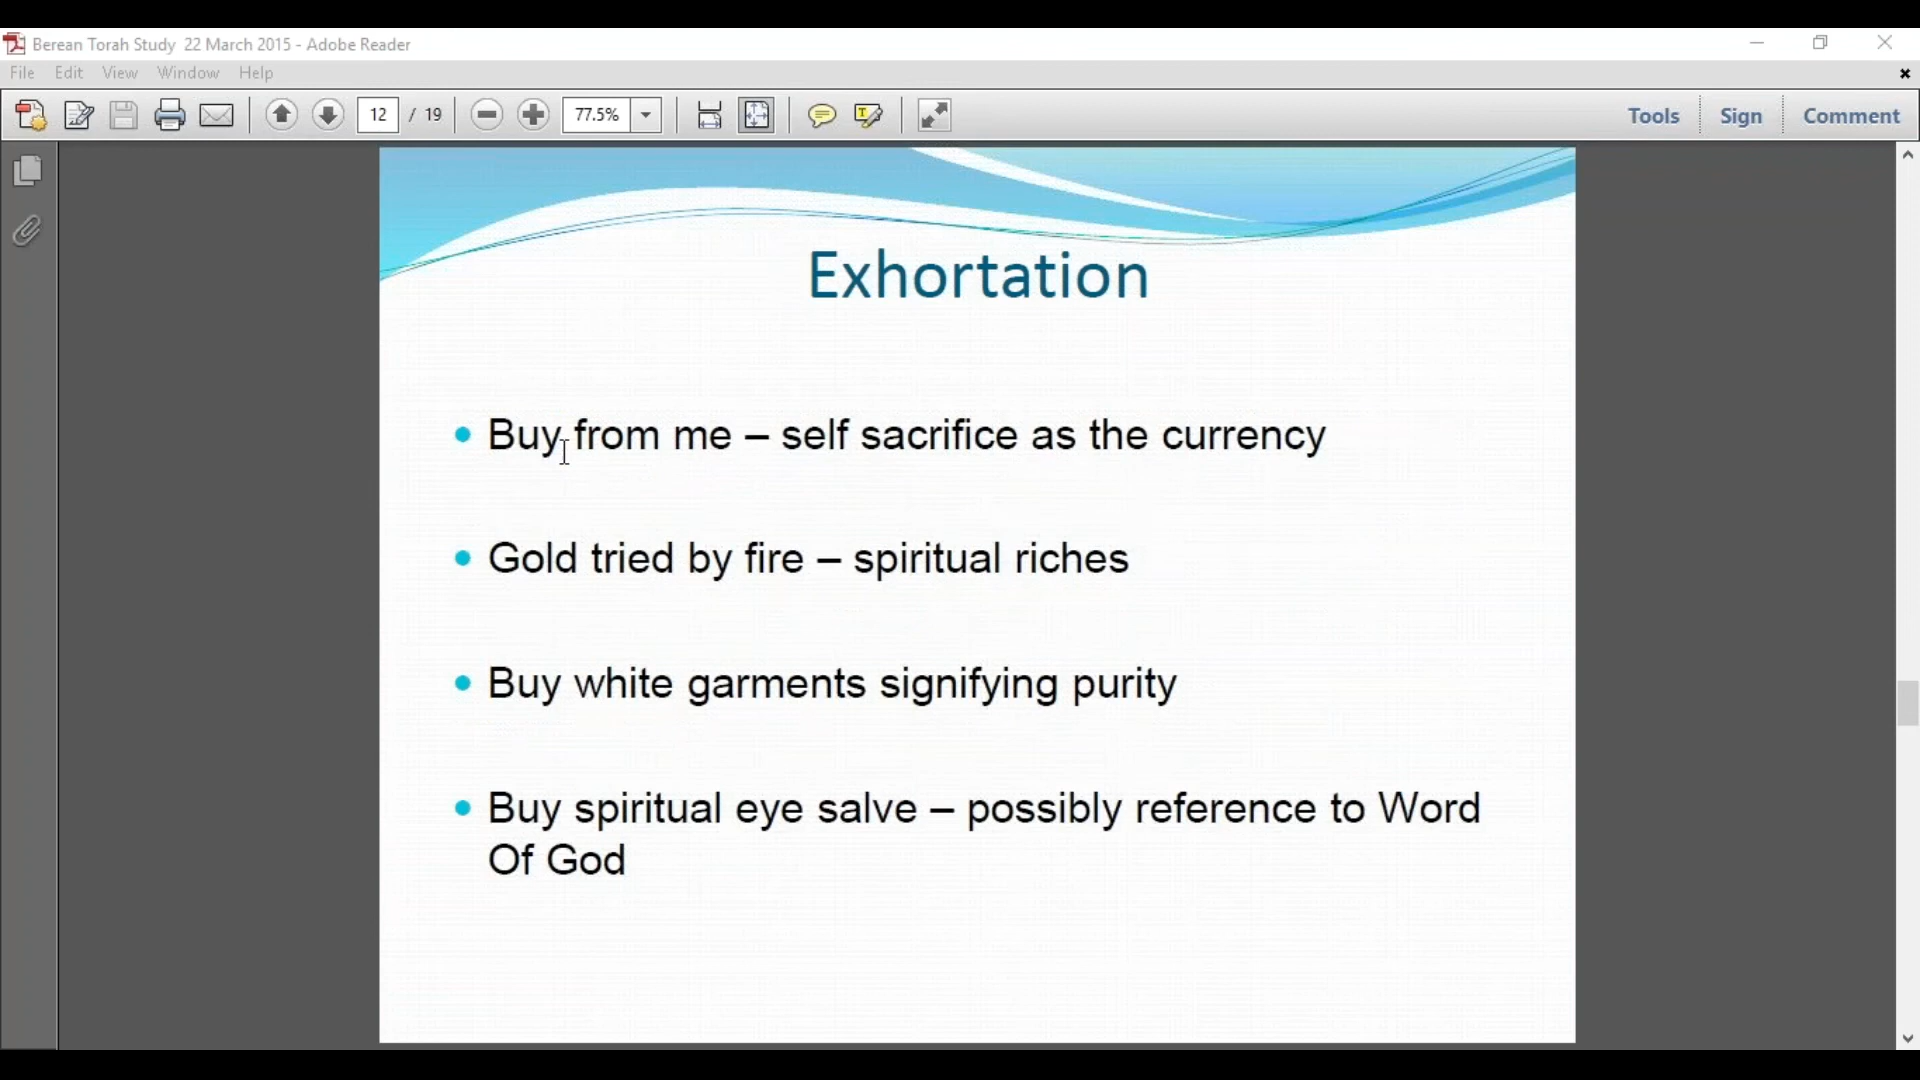 Berean Torah Study 22 March 2015 - Adobe Reader
File Edit View Window Help
12 / 19 77.5% Tools Sign Comment
Exhortation
• Buy from me – self sacrifice as the currency
• Gold tried by fire – spiritual riches
• Buy white garments signifying purity
• Buy spiritual eye salve – possibly reference to Word
Of God